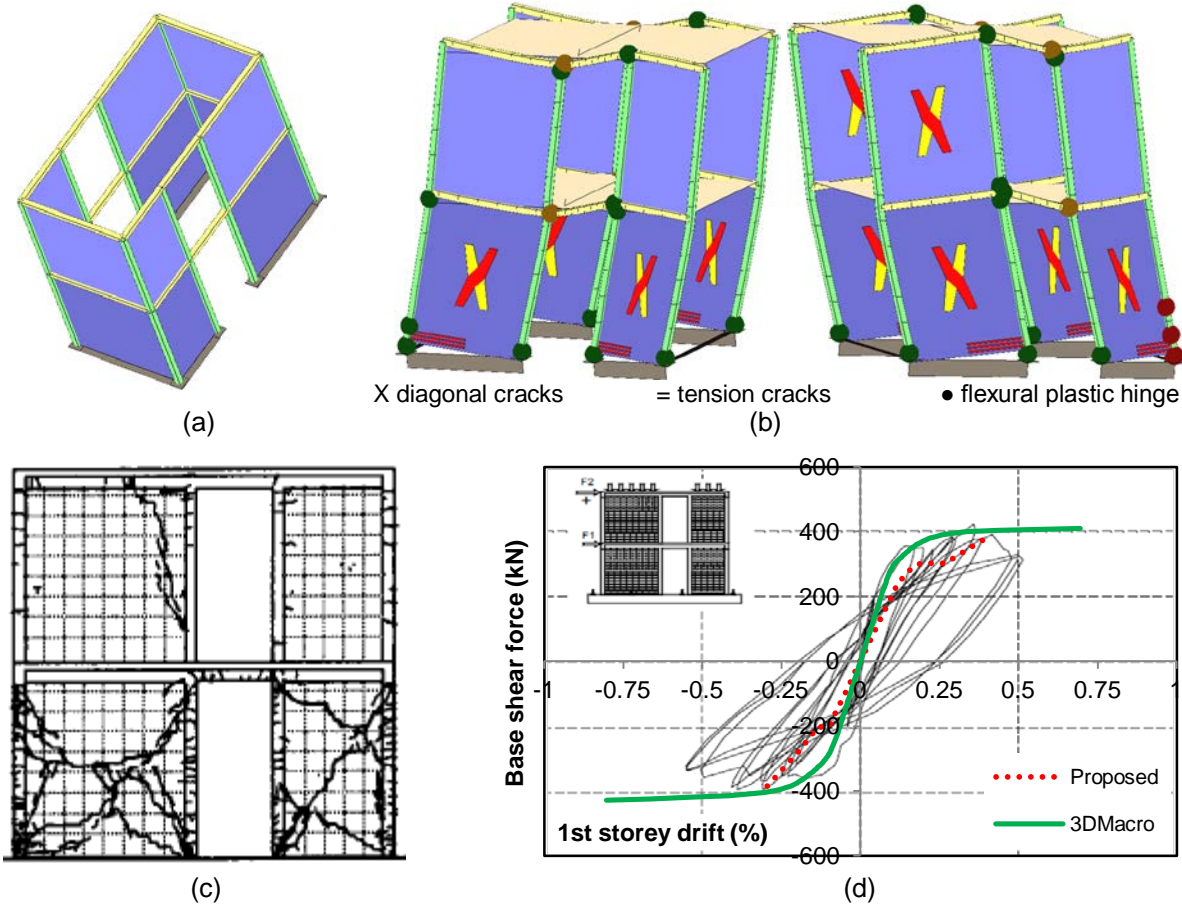 (a)
X diagonal cracks = tension cracks ● flexural plastic hinge
(b)
(c)
600
400
200
0
-200
-400
-600
-1 -0.75 -0.5 -0.25 0 0.25 0.5 0.75 1
Base shear force (kN)
1st storey drift (%)
F2
+
F1
Proposed
3DMacro
(d)